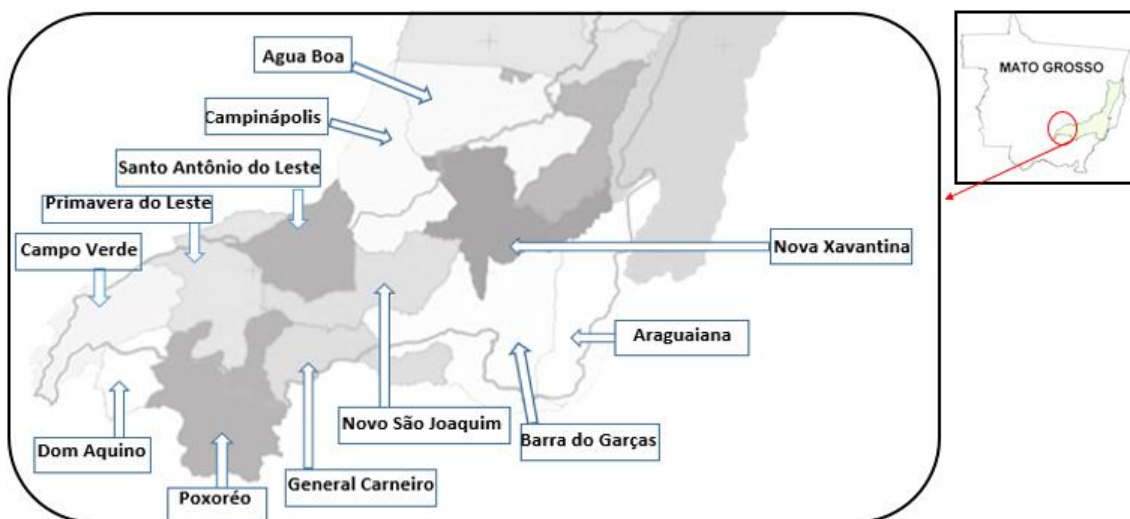 Agua Boa
MATO GROSSO
Campinápolis
Santo Antônio do Leste
Primavera do Leste
Campo Verde
Nova Xavantina
Araguaiana
Novo São Joaquim
Barra do Garças
Dom Aquino
General Carneiro
Poxoréo